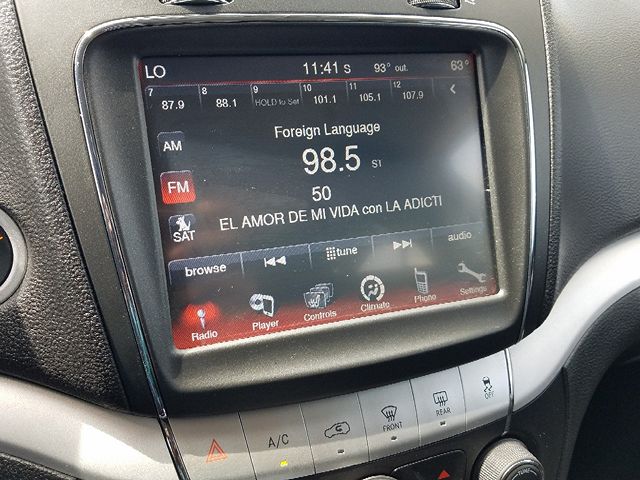 LO 11:41 S 93° out. 63°
7 87.9 8 88.1 9 HOLD to Set 10 101.1 11 105.1 12 107.9
Foreign Language
AM
98.5 ST
FM
50
SAT
EL AMOR DE MI VIDA con LA ADICTI
browse tune audio
Radio Player Controls Climate Phone Settings
A/C FRONT REAR OFF
TUNE